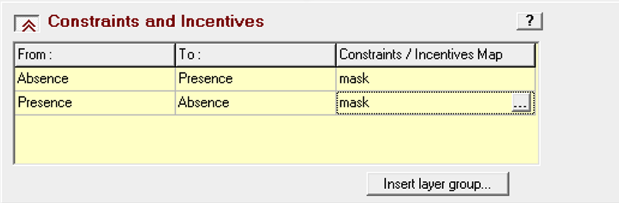 Constraints and Incentives ?
From : To : Constraints / Incentives Map
Absence Presence mask
Presence Absence mask ...
Insert layer group...